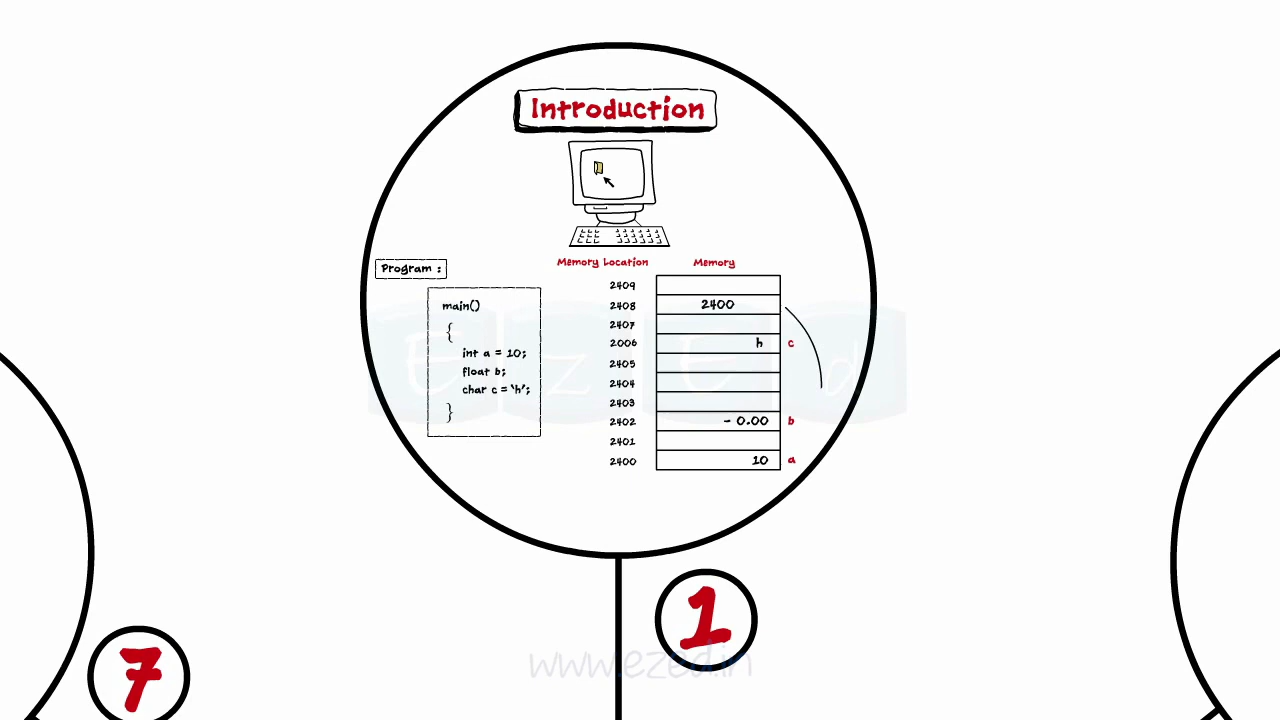 Introduction
Program :
main()
{
int a = 10;
float b;
char c = 'h';
}
Memory Location Memory
2409
2408 2400
2407
2006 h c
2405
2404
2403
2402 - 0.00 b
2401
2400 10 a
EzEd
1
7
www.ezed.in